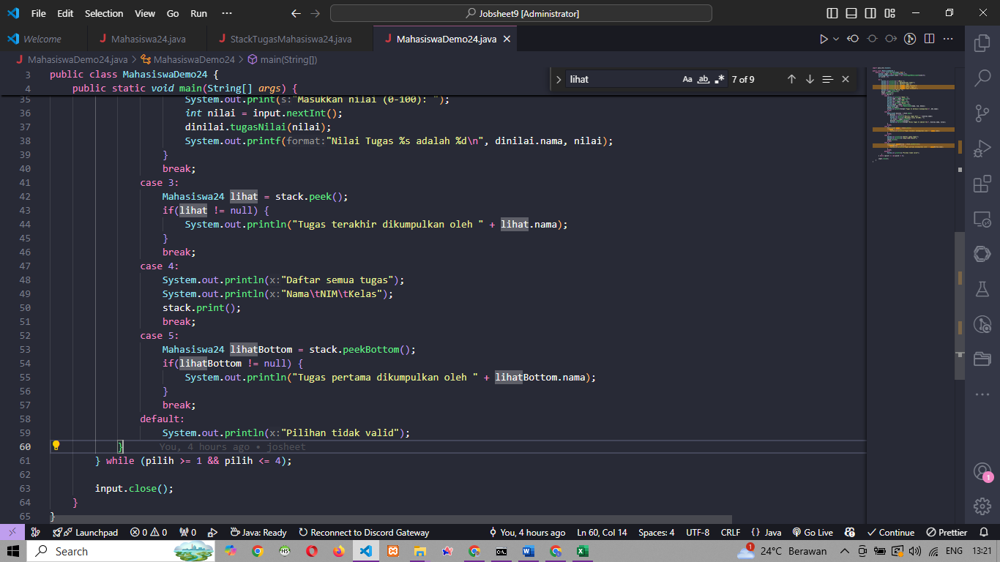 File Edit Selection View Go Run ··· Jobsheet9 [Administrator]
Welcome J Mahasiswa24.java J StackTugasMahasiswa24.java J MahasiswaDemo24.java
J MahasiswaDemo24.java > MahasiswaDemo24 > main(String[])
lihat Aa ab 7 of 9
3 public class MahasiswaDemo24 {
4 public static void main(String[] args) {
35 System.out.print(s:"Masukkan nilai (0-100): ");
36 int nilai = input.nextInt();
37 dinilai.tugasNilai(nilai);
38 System.out.printf(format:"Nilai Tugas %s adalah %d\n", dinilai.nama, nilai);
39 }
40 break;
41 case 3:
42 Mahasiswa24 lihat = stack.peek();
43 if(lihat != null) {
44 System.out.println("Tugas terakhir dikumpulkan oleh " + lihat.nama);
45 }
46 break;
47 case 4:
48 System.out.println(x:"Daftar semua tugas");
49 System.out.println(x:"Nama\tNIM\tKelas");
50 stack.print();
51 break;
52 case 5:
53 Mahasiswa24 lihatBottom = stack.peekBottom();
54 if(lihatBottom != null) {
55 System.out.println("Tugas pertama dikumpulkan oleh " + lihatBottom.nama);
56 }
57 break;
58 default:
59 System.out.println(x:"Pilihan tidak valid");
60 } You, 4 hours ago • josheet
61 } while (pilih >= 1 && pilih <= 4);
62
63 input.close();
64 }
65 }
1
Launchpad 0 0 0 Java: Ready Reconnect to Discord Gateway You, 4 hours ago Ln 60, Col 14 Spaces: 4 UTF-8 CRLF {} Java Go Live Continue Prettier
Search 1 24°C Berawan ENG 13:21